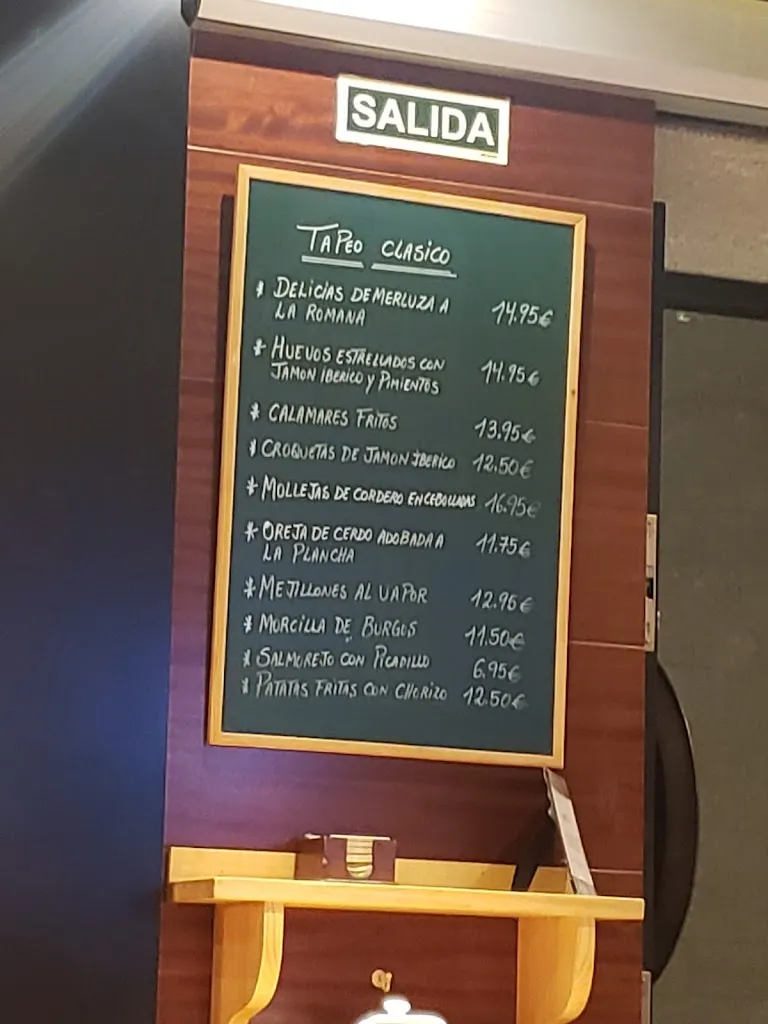 SALIDA
TAPEO CLASICO
* DELICIAS DE MERLUZA A
LA ROMANA 14.95€
* HUEVOS ESTRELLADOS CON
JAMON IBERICO Y PIMIENTOS 14.95€
* CALAMARES FRITOS 13.95€
* CROQUETAS DE JAMON IBERICO 12.50€
* MOLLEJAS DE CORDERO ENCEBOLLADAS 16.95€
* OREJA DE CERDO ADOBADA A
LA PLANCHA 11.75€
* MEJILLONES AL VAPOR 12.95€
* MORCILLA DE BURGOS 11.50€
* SALMOREJO CON PICADILLO 6.95€
* PATATAS FRITAS CON CHORIZO 12.50€